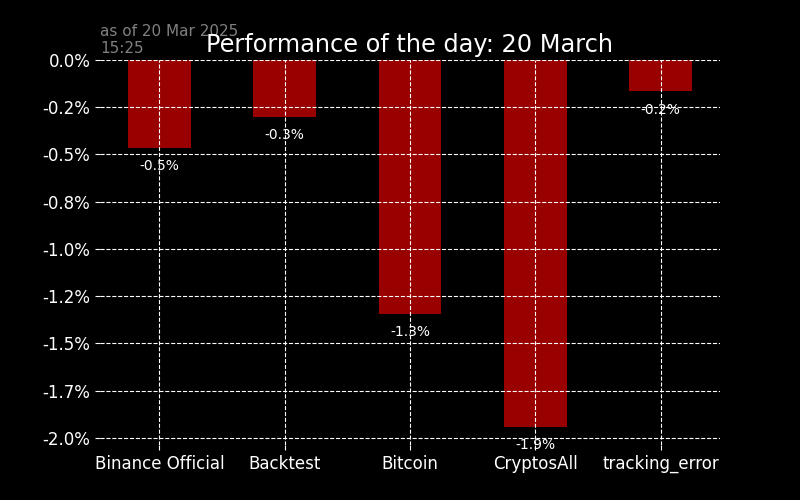 as of 20 Mar 2025
15:25
Performance of the day: 20 March
0.0%
-0.2%
-0.5%
-0.8%
-1.0%
-1.2%
-1.5%
-1.7%
-2.0%
-0.5%
-0.3%
-1.3%
-1.9%
-0.2%
Binance Official
Backtest
Bitcoin
CryptosAll
tracking_error